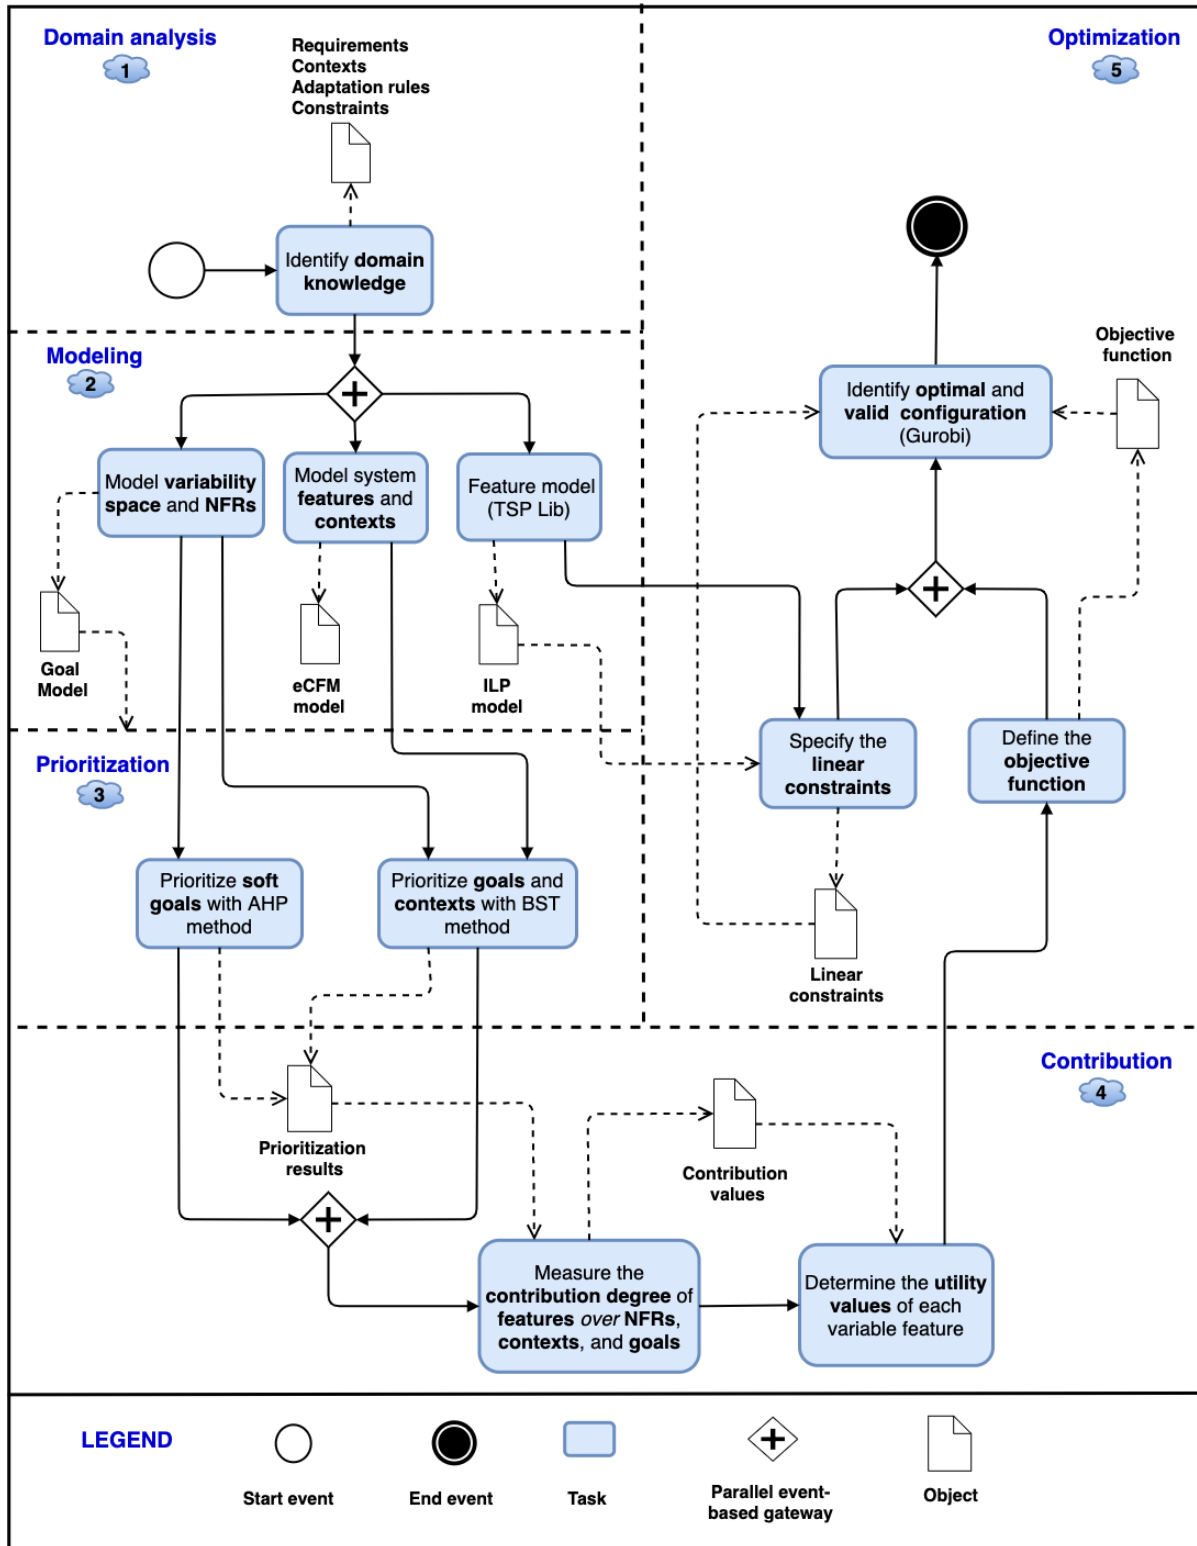 Domain analysis
1
Requirements
Contexts
Adaptation rules
Constraints
Identify domain
knowledge
Modeling
2
Model variability
space and NFRs
Model system
features and
contexts
Feature model
(TSP Lib)
Goal
Model
eCFM
model
ILP
model
Prioritization
3
Prioritize soft
goals with AHP
method
Prioritize goals and
contexts with BST
method
Optimization
5
Objective
function
Identify optimal and
valid configuration
(Gurobi)
Specify the
linear
constraints
Define the
objective
function
Linear
constraints
Contribution
4
Prioritization
results
Contribution
values
Measure the
contribution degree of
features over NFRs,
contexts, and goals
Determine the utility
values of each
variable feature
LEGEND
Start event
End event
Task
Parallel event-
based gateway
Object